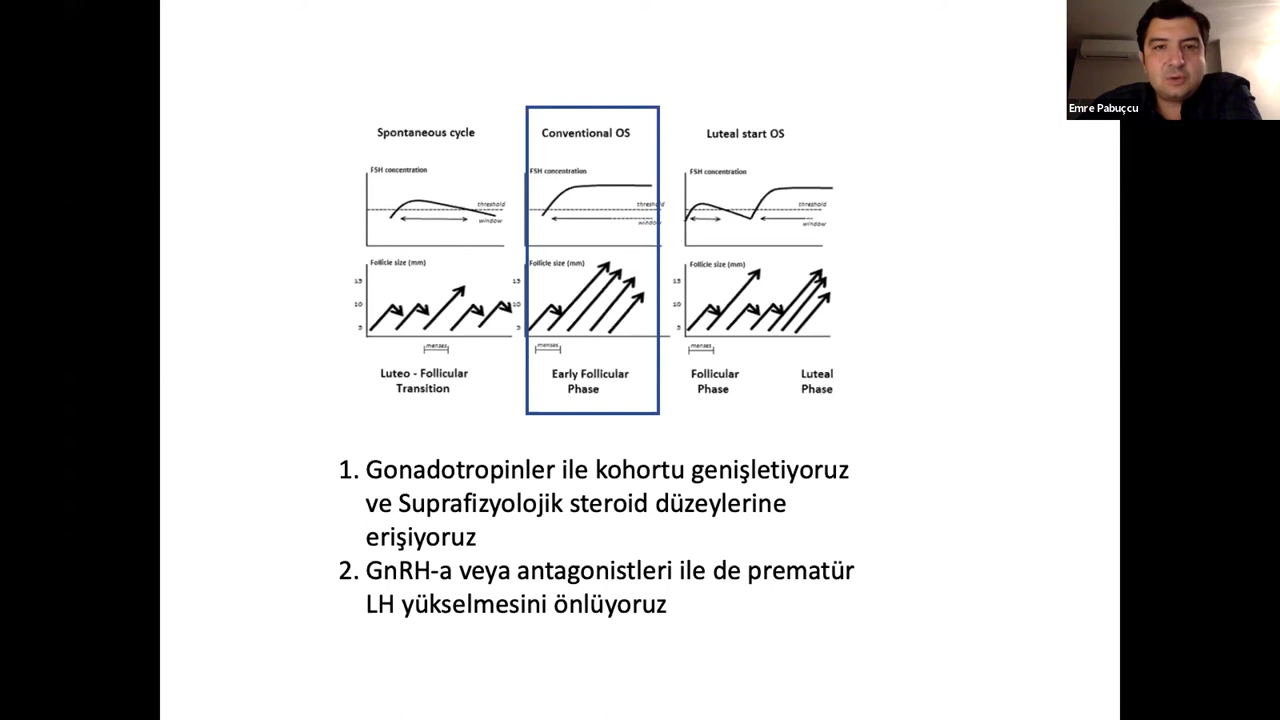 Emre Pabuçcu
Spontaneous cycle
Conventional OS
Luteal start OS
FSH concentration
FSH concentration
FSH concentration
threshold
threshold
threshold
window
window
window
Follicle size (mm)
Follicle size (mm)
Follicle size (mm)
15
15
15
10
10
10
5
5
5
menses
menses
menses
Luteo - Follicular
Transition
Early Follicular
Phase
Follicular
Phase
Luteal
Phase
1. Gonadotropinler ile kohortu genişletiyoruz
ve Suprafizyolojik steroid düzeylerine
erişiyoruz
2. GnRH-a veya antagonistleri ile de prematür
LH yükselmesini önlüyoruz